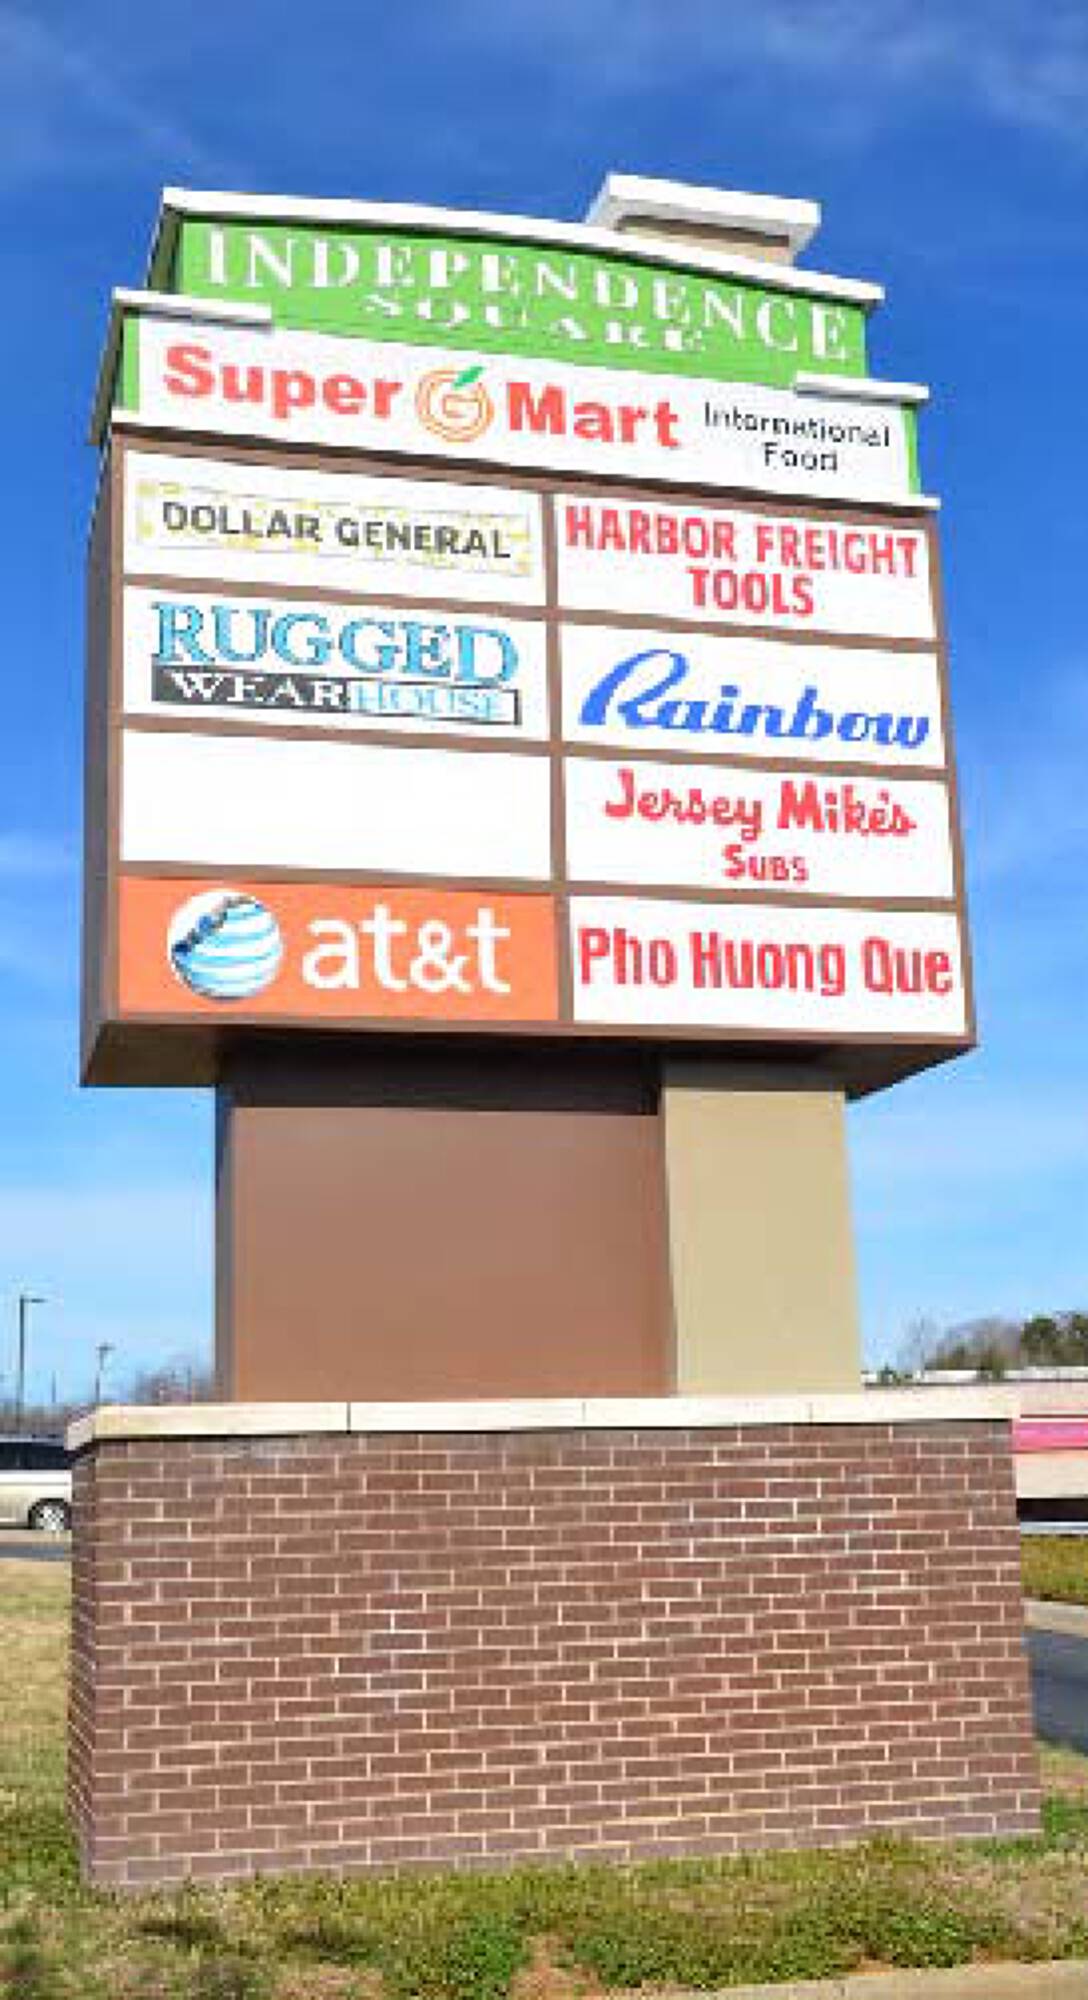 INDEPENDENCE
SQUARE
Super G Mart International
Food
DOLLAR GENERAL
HARBOR FREIGHT
TOOLS
RUGGED
WEARHOUSE
Rainbow
Jersey Mike's
SUBS
at&t
Pho Huong Que